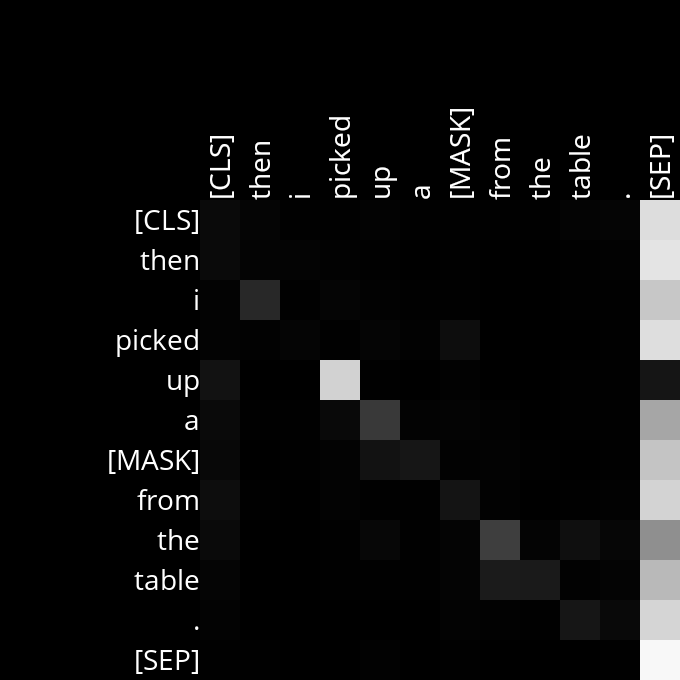 [CLS]
then
i
picked
up
a
[MASK]
from
the
table
.
[SEP]
[CLS]
then
i
picked
up
a
[MASK]
from
the
table
.
[SEP]